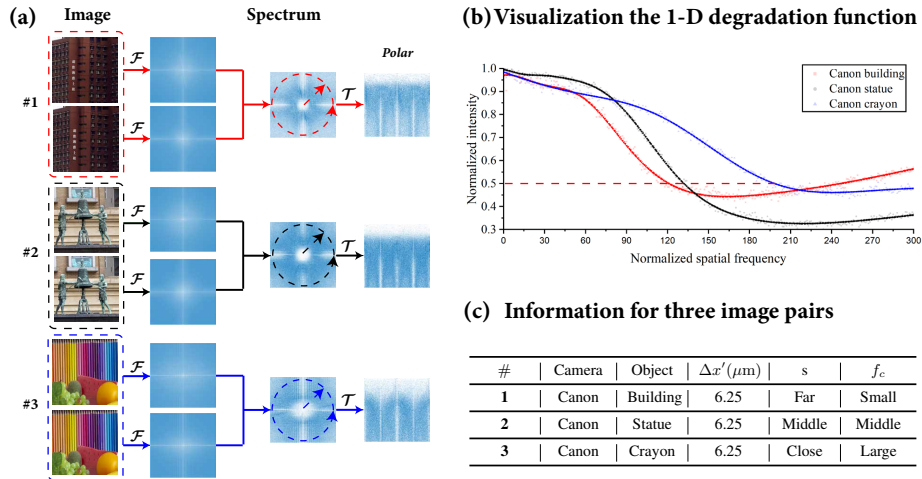 (a)
Image
Spectrum
Polar
#1
ℱ
ℱ
𝒯
#2
ℱ
ℱ
𝒯
#3
ℱ
ℱ
𝒯
(b) Visualization the 1-D degradation function
Normalized intensity
1.0
0.9
0.8
0.7
0.6
0.5
0.4
0.3
0 30 60 90 120 150 180 210 240 270 300
Normalized spatial frequency
Canon building
Canon statue
Canon crayon
(c) Information for three image pairs
# | Camera | Object | Δx′(μm) | s | f_c
1 | Canon | Building | 6.25 | Far | Small
2 | Canon | Statue | 6.25 | Middle | Middle
3 | Canon | Crayon | 6.25 | Close | Large